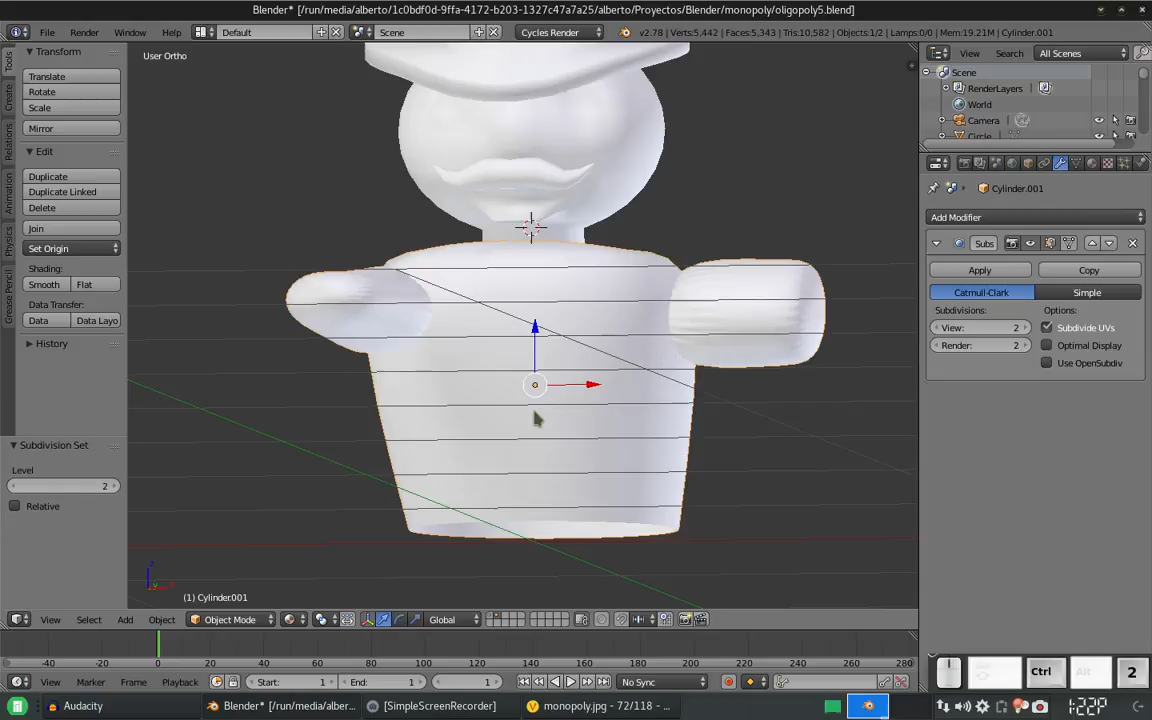 Blender* [/run/media/alberto/1c0bdf0d-9ffa-4172-b203-1327c47a7a25/alberto/Proyectos/Blender/monopoly/oligopoly5.blend]
File Render Window Help Default Scene Cycles Render v2.78 | Verts:5,442 | Faces:5,343 | Tris:10,582 | Objects:1/2 | Lamps:0/0 | Mem:19.21M | Cylinder.001
Tools
Create
Relations
Animation
Physics
Grease Pencil
Transform
Translate
Rotate
Scale
Mirror
Edit
Duplicate
Duplicate Linked
Delete
Join
Set Origin
Shading:
Smooth Flat
Data Transfer:
Data Data Layo
History
Subdivision Set
Level
2
Relative
User Ortho
(1) Cylinder.001
View Select Add Object Object Mode Global
View Search All Scenes
Scene
RenderLayers
World
Camera
Circle
Cylinder.001
Add Modifier
Subs
Apply Copy
Catmull-Clark Simple
Subdivisions: Options:
View: 2 Subdivide UVs
Render: 2 Optimal Display
Use OpenSubdiv
-40 -20 0 20 40 60 80 100 120 140 160 180 200 220 240 260 280
View Marker Frame Playback Start: 1 End: 1 1 No Sync
Ctrl Alt 2
Audacity Blender* [/run/media/alber... [SimpleScreenRecorder] monopoly.jpg - 72/118 - ...